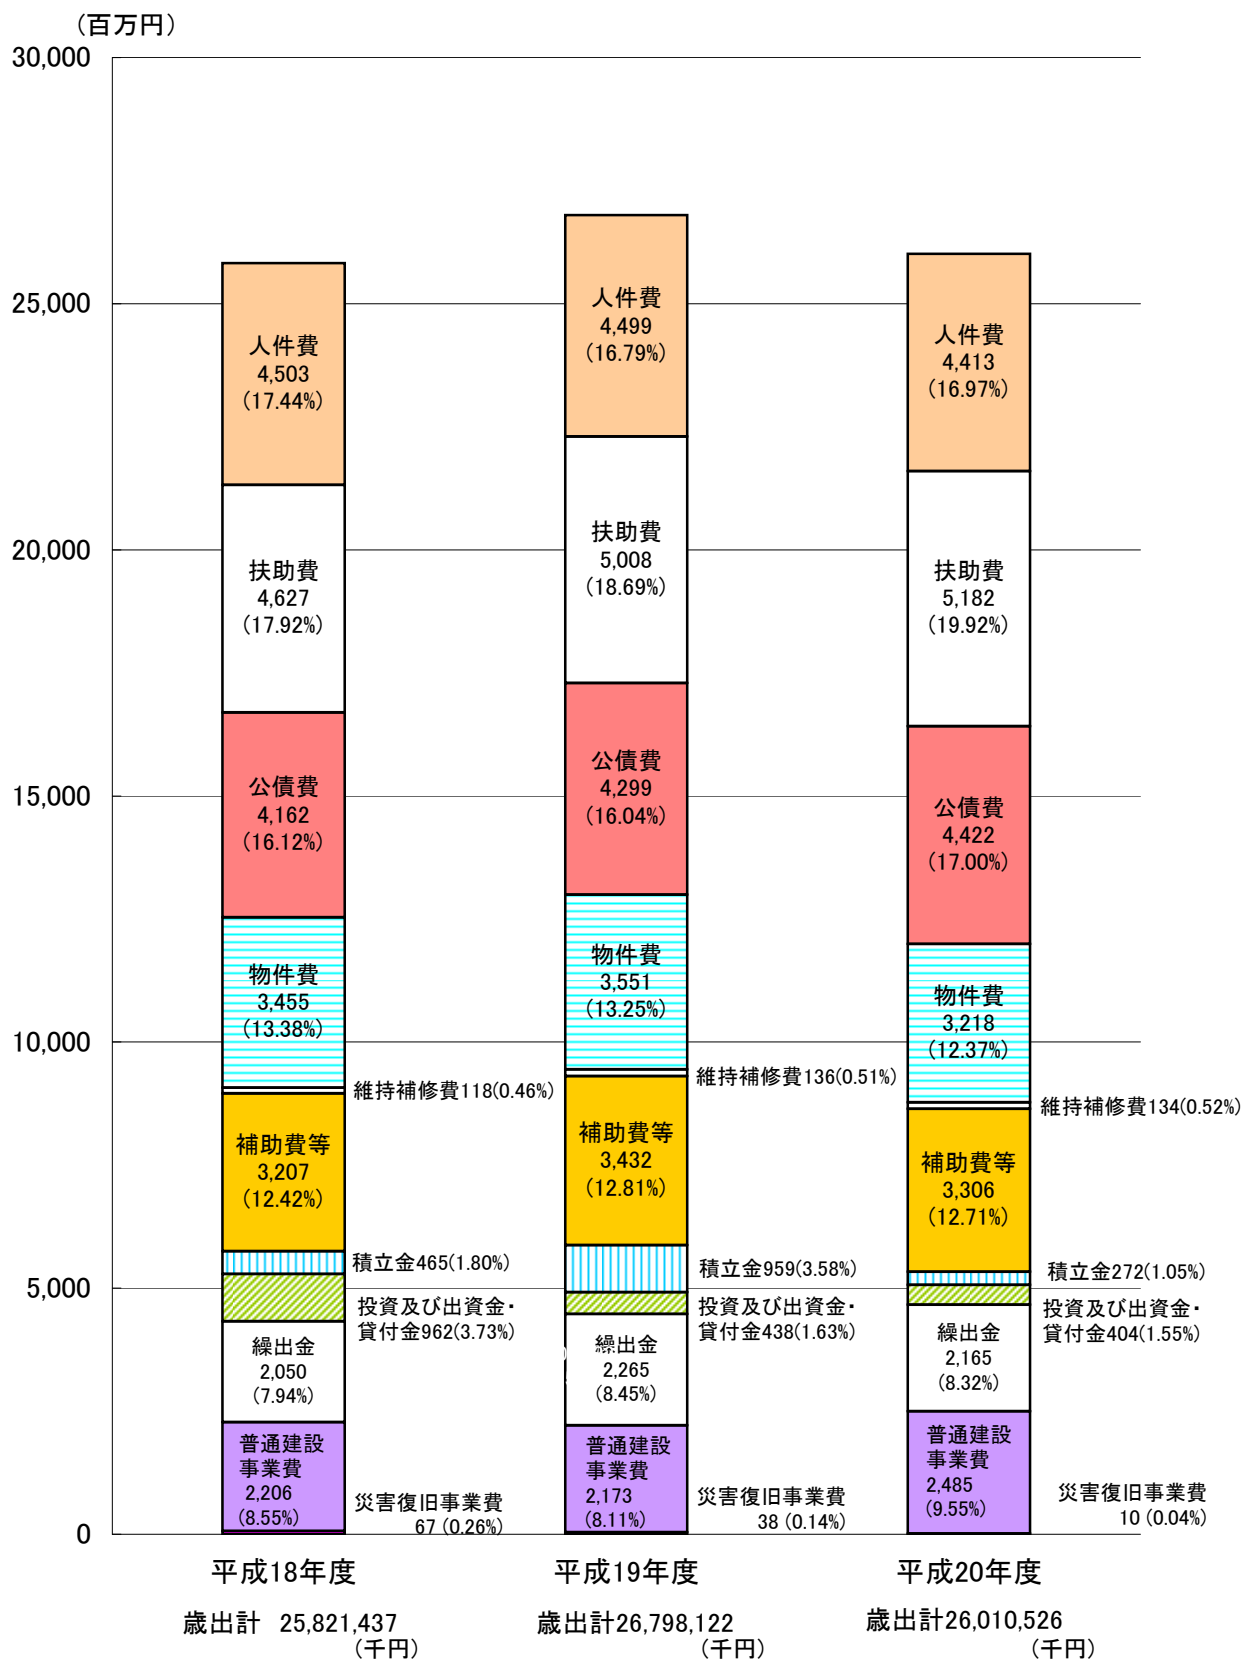 (百万円)
30,000
25,000
20,000
15,000
10,000
5,000
0
人件費
4,503
(17.44%)
扶助費
4,627
(17.92%)
公債費
4,162
(16.12%)
物件費
3,455
(13.38%)
維持補修費118(0.46%)
補助費等
3,207
(12.42%)
積立金465(1.80%)
投資及び出資金・
貸付金962(3.73%)
繰出金
2,050
(7.94%)
普通建設
事業費
2,206
(8.55%)
災害復旧事業費
67 (0.26%)
平成18年度
歳出計 25,821,437
(千円)
人件費
4,499
(16.79%)
扶助費
5,008
(18.69%)
公債費
4,299
(16.04%)
物件費
3,551
(13.25%)
維持補修費136(0.51%)
補助費等
3,432
(12.81%)
積立金959(3.58%)
投資及び出資金・
貸付金438(1.63%)
繰出金
2,265
(8.45%)
普通建設
事業費
2,173
(8.11%)
災害復旧事業費
38 (0.14%)
平成19年度
歳出計26,798,122
(千円)
人件費
4,413
(16.97%)
扶助費
5,182
(19.92%)
公債費
4,422
(17.00%)
物件費
3,218
(12.37%)
維持補修費134(0.52%)
補助費等
3,306
(12.71%)
積立金272(1.05%)
投資及び出資金・
貸付金404(1.55%)
繰出金
2,165
(8.32%)
普通建設
事業費
2,485
(9.55%)
災害復旧事業費
10 (0.04%)
平成20年度
歳出計26,010,526
(千円)